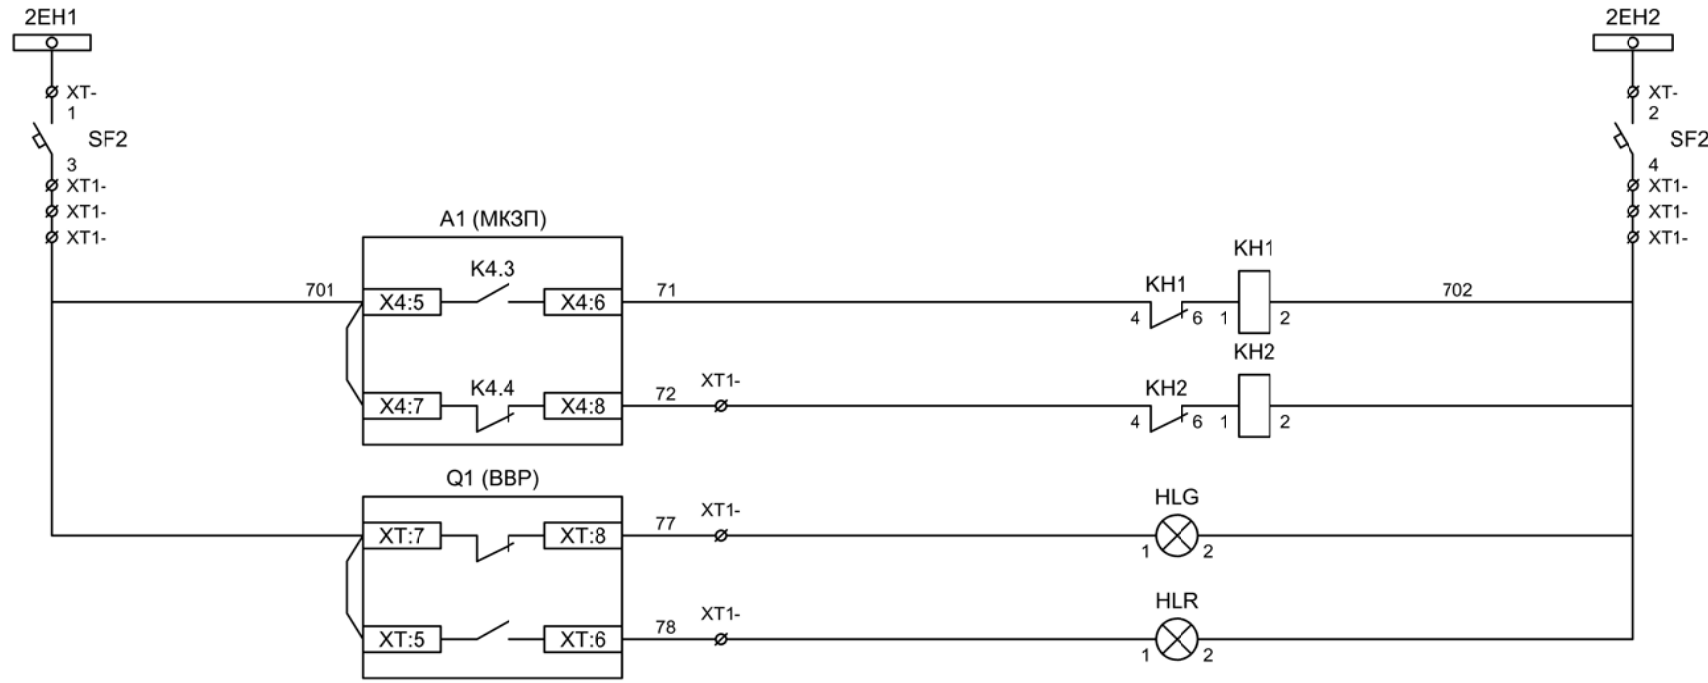 2EH1
2EH2
XT-
XT-
1
2
SF2
SF2
3
4
XT1-
XT1-
XT1-
XT1-
XT1-
XT1-
A1 (МКЗП)
K4.3
701
X4:5
X4:6
71
KH1
4
6
KH1
1
2
702
K4.4
X4:7
X4:8
72
XT1-
KH2
4
6
KH2
1
2
Q1 (ВВР)
XT:7
XT:8
77
XT1-
HLG
1
2
XT:5
XT:6
78
XT1-
HLR
1
2